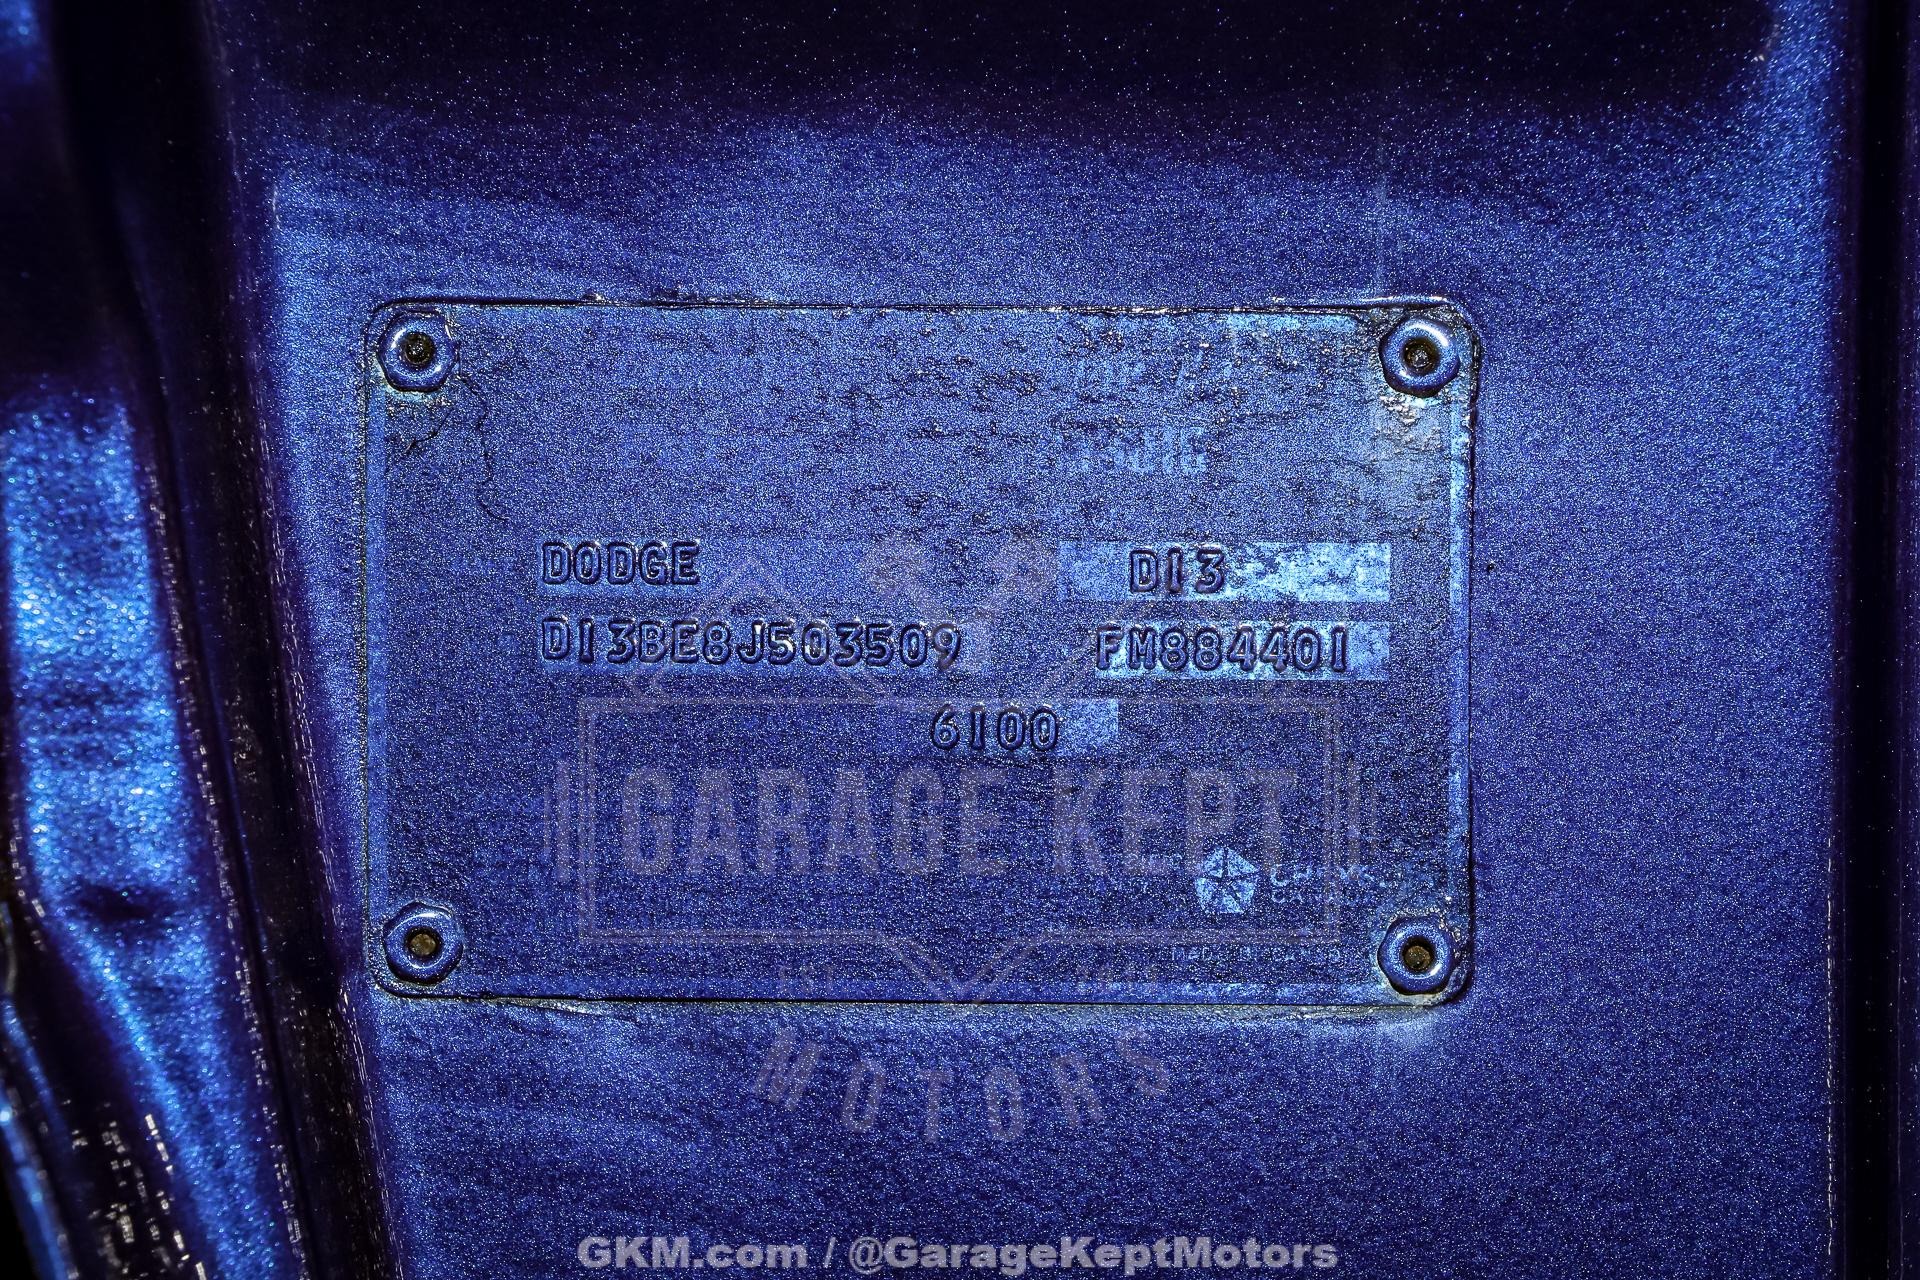 DODGE D13
D13BE8J503509 FM884401
6100
GARAGE KEPT
MOTORS
GKM.com / @GarageKeptMotors